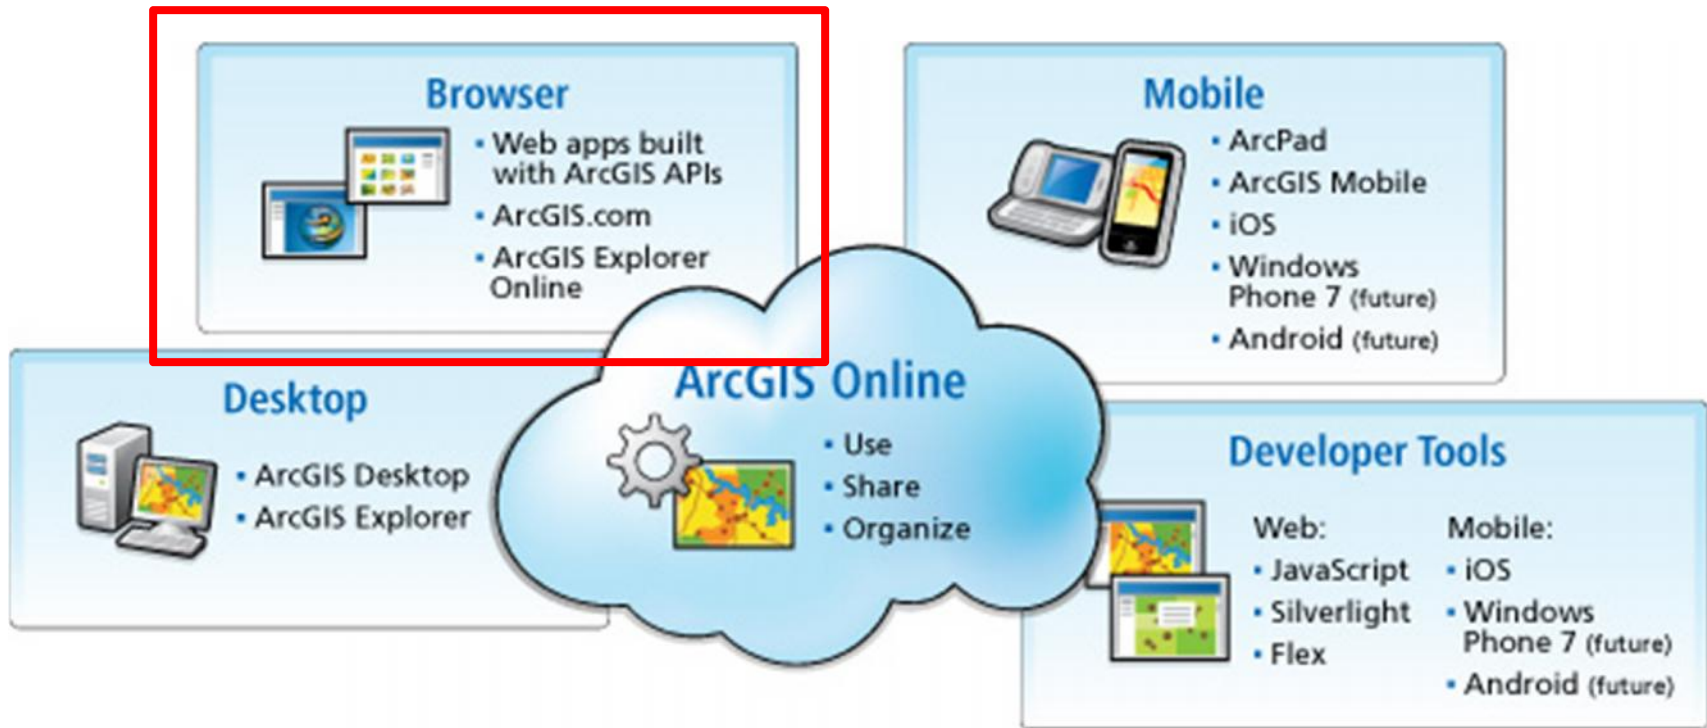 Browser
▪ Web apps built
with ArcGIS APIs
▪ ArcGIS.com
▪ ArcGIS Explorer
Online
Mobile
▪ ArcPad
▪ ArcGIS Mobile
▪ iOS
▪ Windows
Phone 7 (future)
▪ Android (future)
Desktop
▪ ArcGIS Desktop
▪ ArcGIS Explorer
ArcGIS Online
▪ Use
▪ Share
▪ Organize
Developer Tools
Web:
▪ JavaScript
▪ Silverlight
▪ Flex
Mobile:
▪ iOS
▪ Windows
Phone 7 (future)
▪ Android (future)